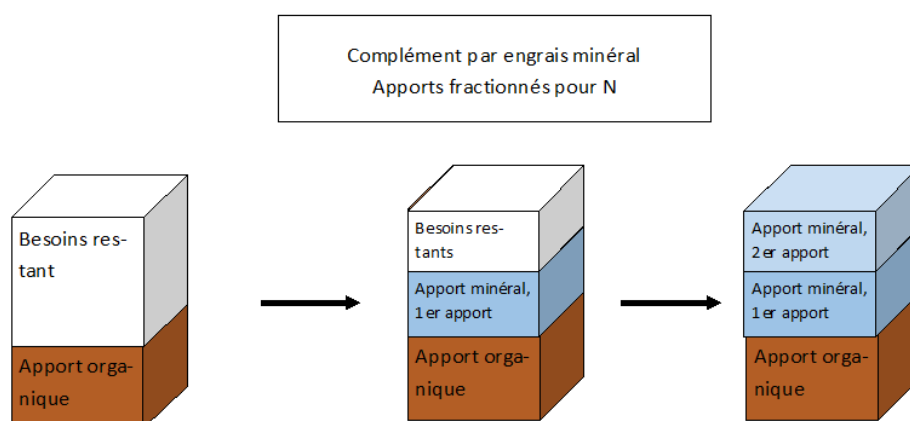 Complément par engrais minéral
Apports fractionnés pour N
Besoins res-
tant
Apport orga-
nique
Besoins res-
tants
Apport minéral,
1er apport
Apport orga-
nique
Apport minéral,
2er apport
Apport minéral,
1er apport
Apport orga-
nique